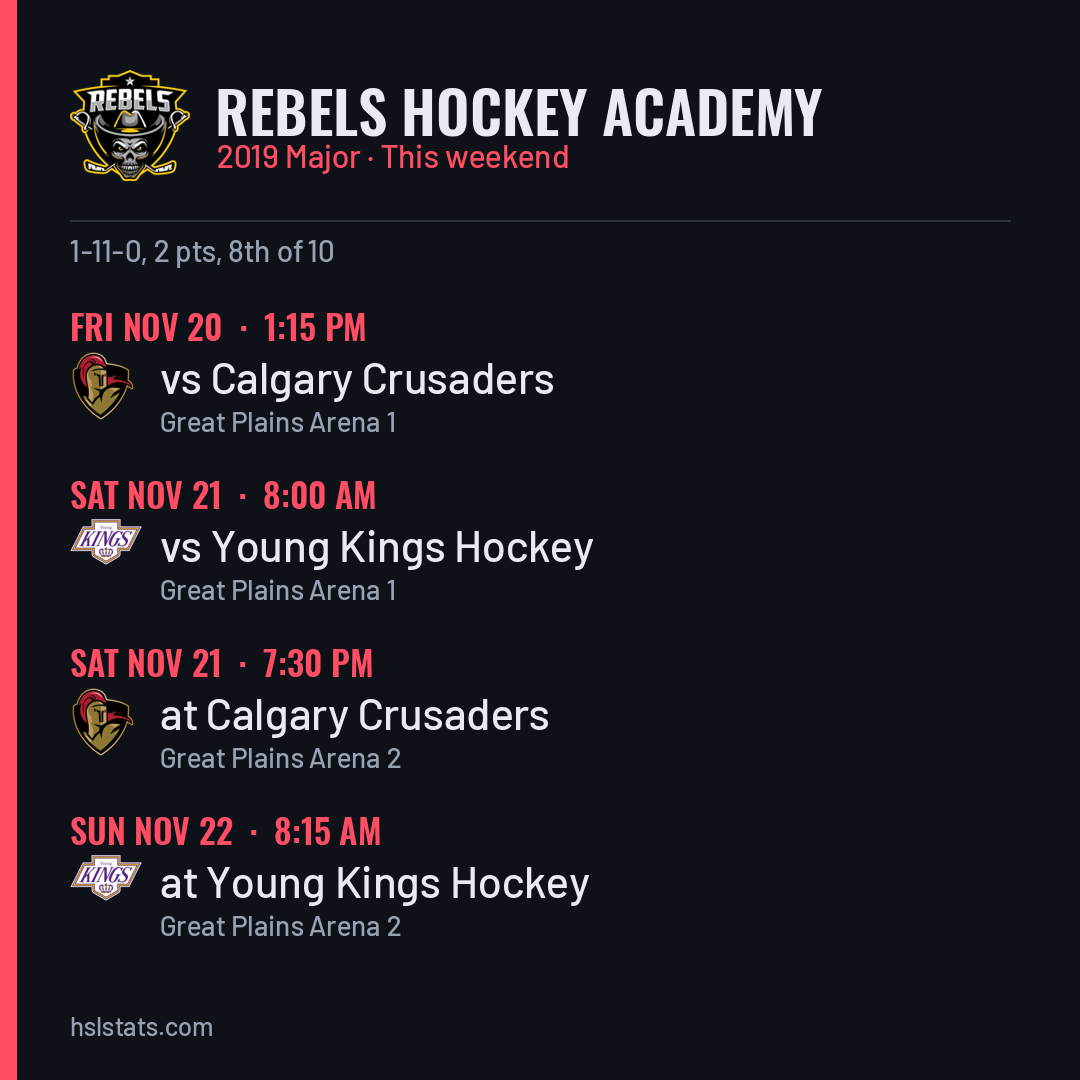 REBELS
REBELS HOCKEY ACADEMY
2019 Major · This weekend
1-11-0, 2 pts, 8th of 10
FRI NOV 20 · 1:15 PM
vs Calgary Crusaders
Great Plains Arena 1
SAT NOV 21 · 8:00 AM
Young
KINGS
vs Young Kings Hockey
Great Plains Arena 1
SAT NOV 21 · 7:30 PM
at Calgary Crusaders
Great Plains Arena 2
SUN NOV 22 · 8:15 AM
Young
KINGS
at Young Kings Hockey
Great Plains Arena 2
hslstats.com